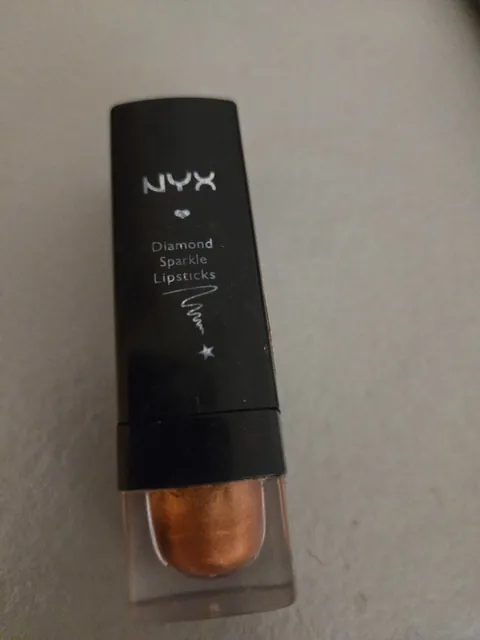 NYX
Diamond
Sparkle
Lipsticks